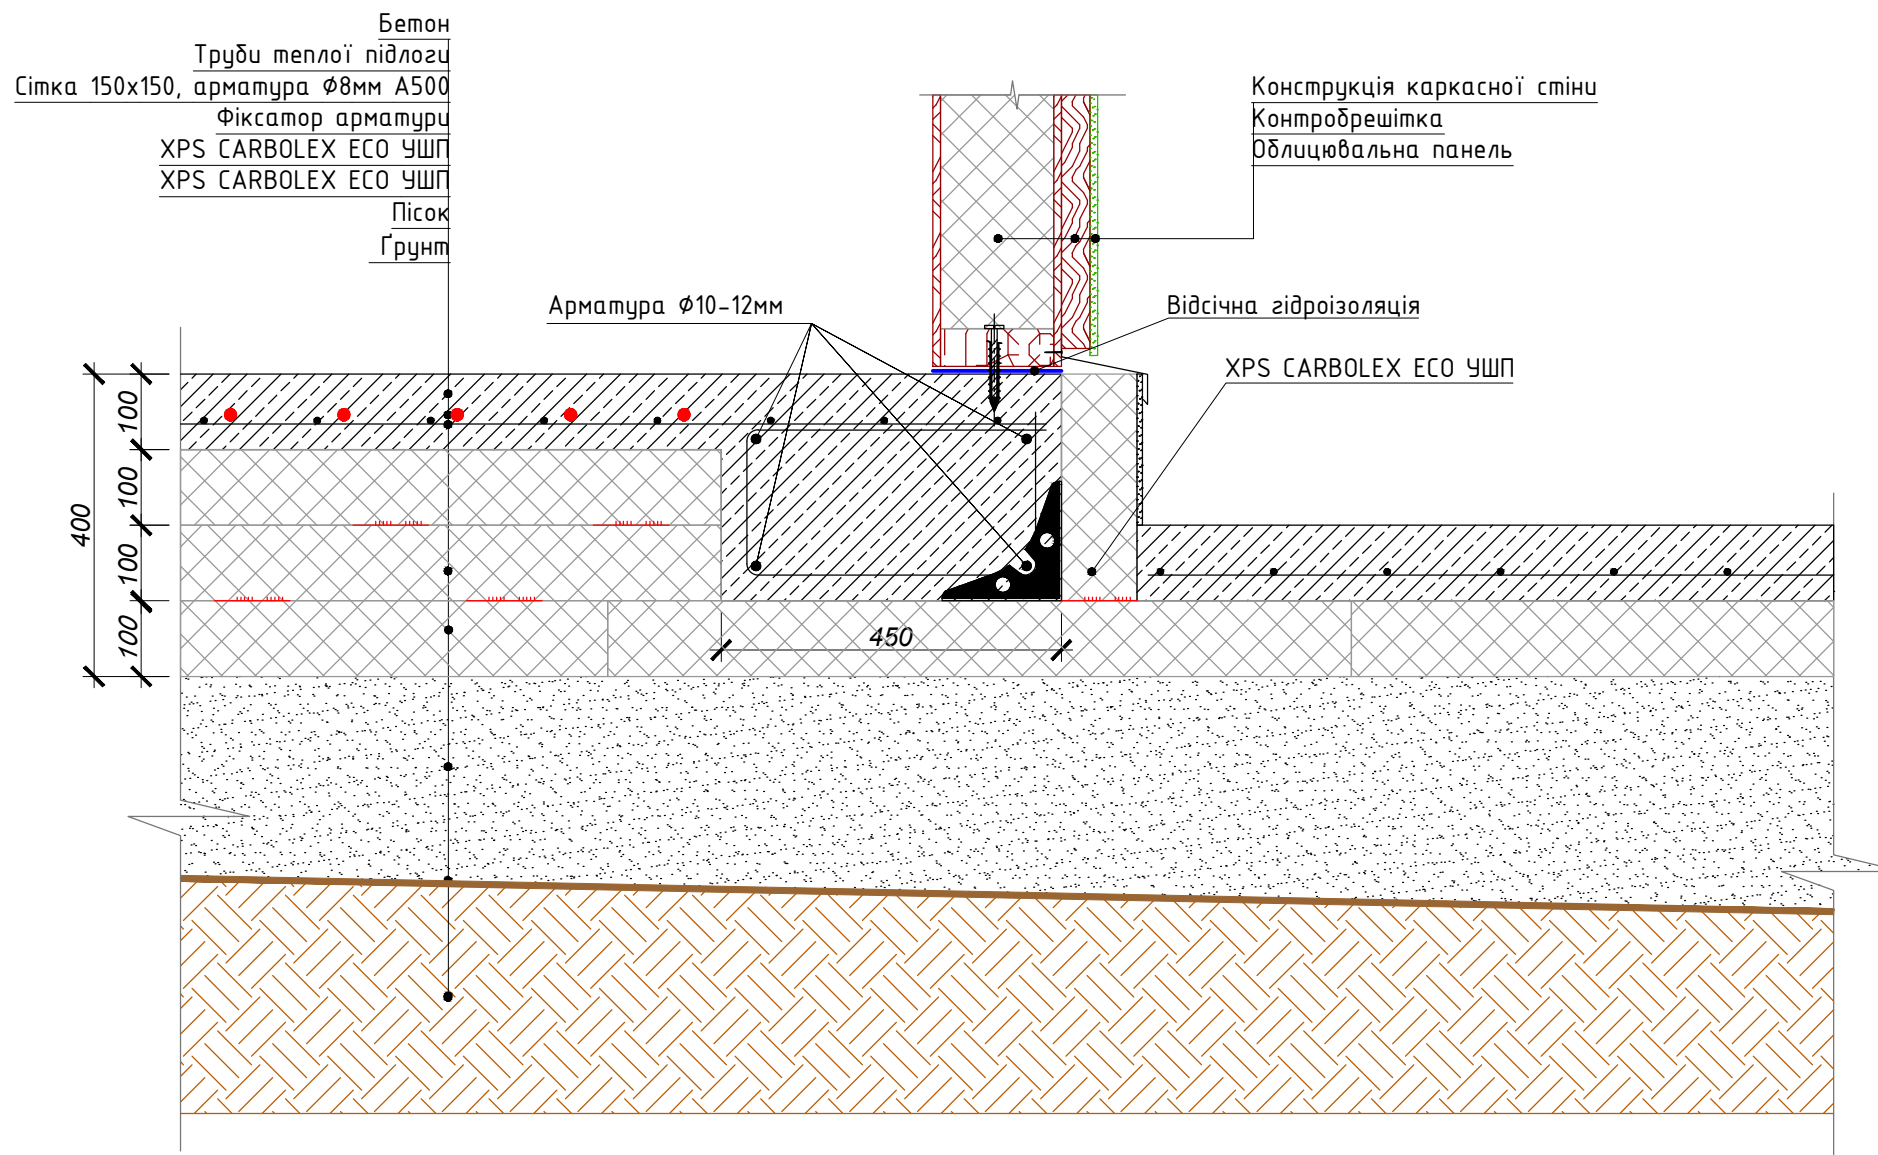 Бетон
Труби теплої підлоги
Сітка 150х150, арматура Ф8мм А500
Фіксатор арматури
XPS CARBOLEX ECO УШП
XPS CARBOLEX ECO УШП
Пісок
Ґрунт
Конструкція каркасної стіни
Контробрешітка
Облицювальна панель
Арматура Ф10-12мм
Відсічна гідроізоляція
XPS CARBOLEX ECO УШП
400
100
100
100
100
450